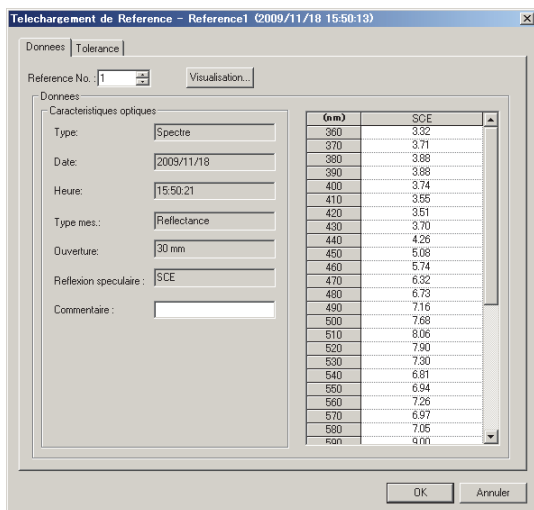 Telechargement de Reference - Reference1 (2009/11/18 15:50:13)
Donnees Tolerance
Reference No. : 1 Visualisation...
Donnees
Caracteristiques optiques
Type: Spectre
Date: 2009/11/18
Heure: 15:50:21
Type mes.: Reflectance
Ouverture: 30 mm
Reflexion speculaire : SCE
Commentaire :
(nm) SCE
360 3.32
370 3.71
380 3.88
390 3.88
400 3.74
410 3.55
420 3.51
430 3.70
440 4.26
450 5.08
460 5.74
470 6.32
480 6.73
490 7.16
500 7.68
510 8.06
520 7.90
530 7.30
540 6.81
550 6.94
560 7.26
570 6.97
580 7.05
590 9.00
OK Annuler